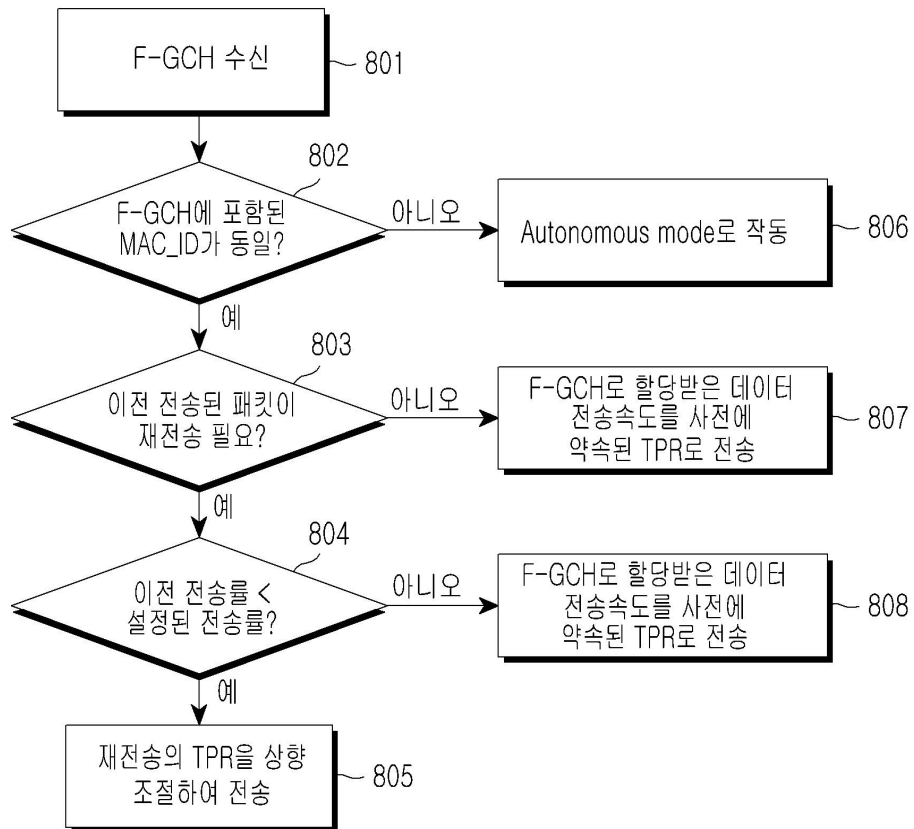 F-GCH 수신
801
802
F-GCH에 포함된
MAC_ID가 동일?
아니오
Autonomous mode로 작동
806
예
803
이전 전송된 패킷이
재전송 필요?
아니오
F-GCH로 할당받은 데이터
전송속도를 사전에
약속된 TPR로 전송
807
예
804
이전 전송률 <
설정된 전송률?
아니오
F-GCH로 할당받은 데이터
전송속도를 사전에
약속된 TPR로 전송
808
예
재전송의 TPR을 상향
조절하여 전송
805